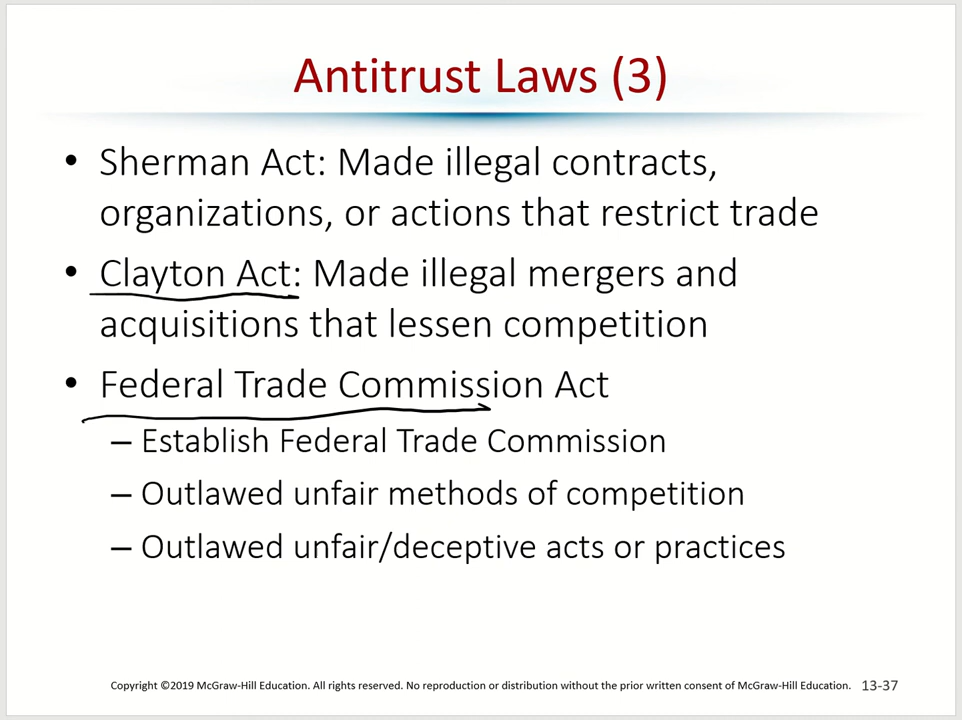 Antitrust Laws (3)
• Sherman Act: Made illegal contracts,
organizations, or actions that restrict trade
• Clayton Act: Made illegal mergers and
acquisitions that lessen competition
• Federal Trade Commission Act
– Establish Federal Trade Commission
– Outlawed unfair methods of competition
– Outlawed unfair/deceptive acts or practices
Copyright ©2019 McGraw-Hill Education. All rights reserved. No reproduction or distribution without the prior written consent of McGraw-Hill Education. 13-37